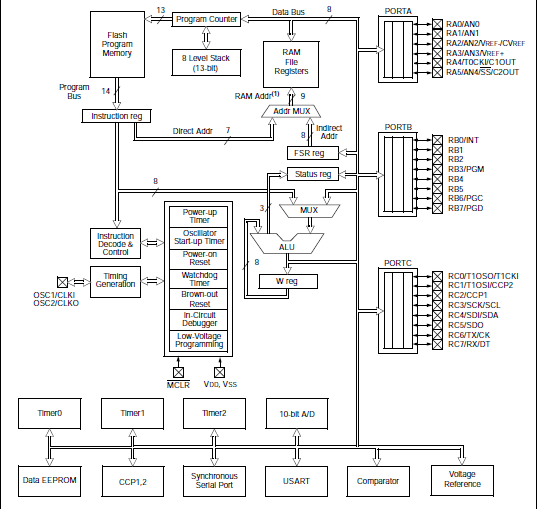 13
Data Bus
8
PORTA
Program Counter
Flash
Program
Memory
8 Level Stack
(13-bit)
RAM
File
Registers
RA0/AN0
RA1/AN1
RA2/AN2/VREF-/CVREF
RA3/AN3/VREF+
RA4/T0CKI/C1OUT
RA5/AN4/SS/C2OUT
Program
Bus
14
RAM Addr(1)
9
Instruction reg
Addr MUX
Direct Addr
7
8
Indirect
Addr
FSR reg
PORTB
RB0/INT
RB1
RB2
RB3/PGM
RB4
RB5
RB6/PGC
RB7/PGD
Status reg
8
3
MUX
Power-up
Timer
Oscillator
Start-up Timer
Power-on
Reset
Watchdog
Timer
Brown-out
Reset
In-Circuit
Debugger
Low-Voltage
Programming
Instruction
Decode &
Control
ALU
8
W reg
Timing
Generation
OSC1/CLKI
OSC2/CLKO
PORTC
RC0/T1OSO/T1CKI
RC1/T1OSI/CCP2
RC2/CCP1
RC3/SCK/SCL
RC4/SDI/SDA
RC5/SDO
RC6/TX/CK
RC7/RX/DT
MCLR
VDD, VSS
Timer0
Timer1
Timer2
10-bit A/D
Data EEPROM
CCP1,2
Synchronous
Serial Port
USART
Comparator
Voltage
Reference